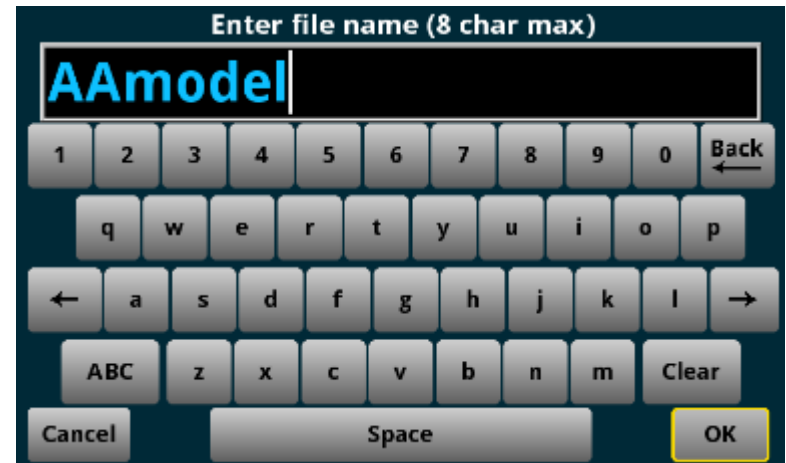 Enter file name (8 char max)
AAmodel
1 2 3 4 5 6 7 8 9 0 Back ←
q w e r t y u i o p
← a s d f g h j k l →
ABC z x c v b n m Clear
Cancel Space OK